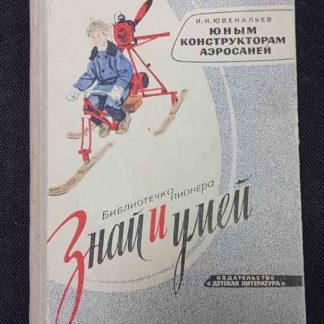 И.Н.ЮВЕНАЛЬЕВ
ЮНЫМ
КОНСТРУКТОРАМ
АЭРОСАНЕЙ
Библиотечка
пионера
Знай и умей
ИЗДАТЕЛЬСТВО
"ДЕТСКАЯ ЛИТЕРАТУРА"